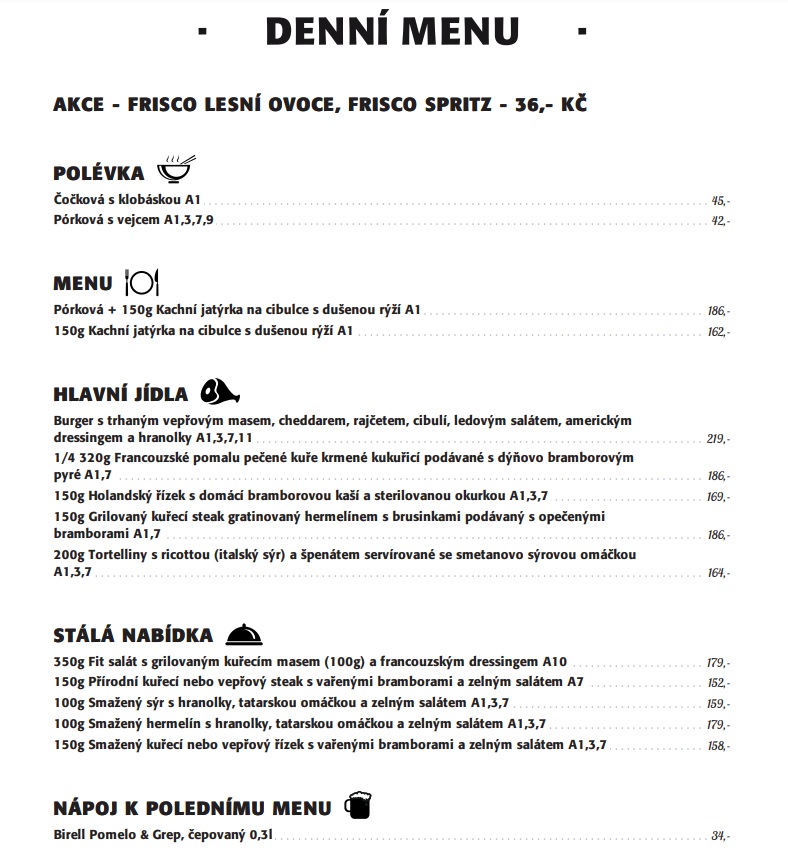 DENNÍ MENU
AKCE - FRISCO LESNÍ OVOCE, FRISCO SPRITZ - 36,- KČ
POLÉVKA
Čočková s klobáskou A1 45,-
Pórková s vejcem A1,3,7,9 42,-
MENU
Pórková + 150g Kachní jatýrka na cibulce s dušenou rýží A1 186,-
150g Kachní jatýrka na cibulce s dušenou rýží A1 162,-
HLAVNÍ JÍDLA
Burger s trhaným vepřovým masem, cheddarem, rajčetem, cibulí, ledovým salátem, americkým
dressingem a hranolky A1,3,7,11 219,-
1/4 320g Francouzské pomalu pečené kuře krmené kukuřicí podávané s dýňovo bramborovým
pyré A1,7 186,-
150g Holandský řízek s domácí bramborovou kaší a sterilovanou okurkou A1,3,7 169,-
150g Grilovaný kuřecí steak gratinovaný hermelínem s brusinkami podávaný s opečenými
bramborami A1,7 186,-
200g Tortelliny s ricottou (italský sýr) a špenátem servírované se smetanovo sýrovou omáčkou
A1,3,7 164,-
STÁLÁ NABÍDKA
350g Fit salát s grilovaným kuřecím masem (100g) a francouzským dressingem A10 179,-
150g Přírodní kuřecí nebo vepřový steak s vařenými bramborami a zelným salátem A7 152,-
100g Smažený sýr s hranolky, tatarskou omáčkou a zelným salátem A1,3,7 159,-
100g Smažený hermelín s hranolky, tatarskou omáčkou a zelným salátem A1,3,7 179,-
150g Smažený kuřecí nebo vepřový řízek s vařenými bramborami a zelným salátem A1,3,7 158,-
NÁPOJ K POLEDNÍMU MENU
Birell Pomelo & Grep, čepovaný 0,3l 34,-